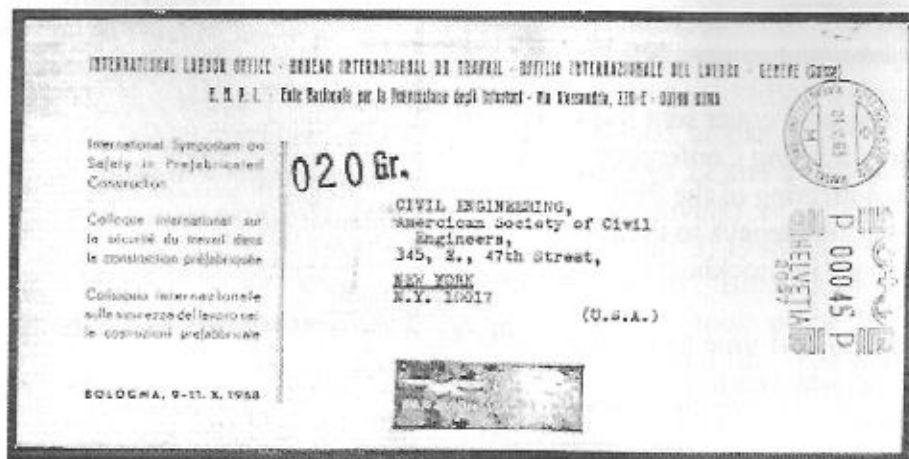 INTERNATIONAL LABOUR OFFICE - BUREAU INTERNATIONAL DU TRAVAIL - UFFICIO INTERNAZIONALE DEL LAVORO - GENÈVE (Suisse)
E. N. P. I. - Ente Nazionale per la Prevenzione degli Infortuni - Via Alessandria, 220-E - ROMA
International Symposium on
Safety in Prefabricated
Construction
Colloque international sur
la sécurité du travail dans
la construction préfabriquée
Colloquio internazionale
sulla sicurezza del lavoro nel
le costruzioni prefabbricate
BOLOGNA, 9-11. X. 1968
020 Gr.
CIVIL ENGINEERING,
American Society of Civil
Engineers,
345, E., 47th Street,
NEW YORK
N.Y. 10017
(U.S.A.)
P 00045 P
HELVETIA